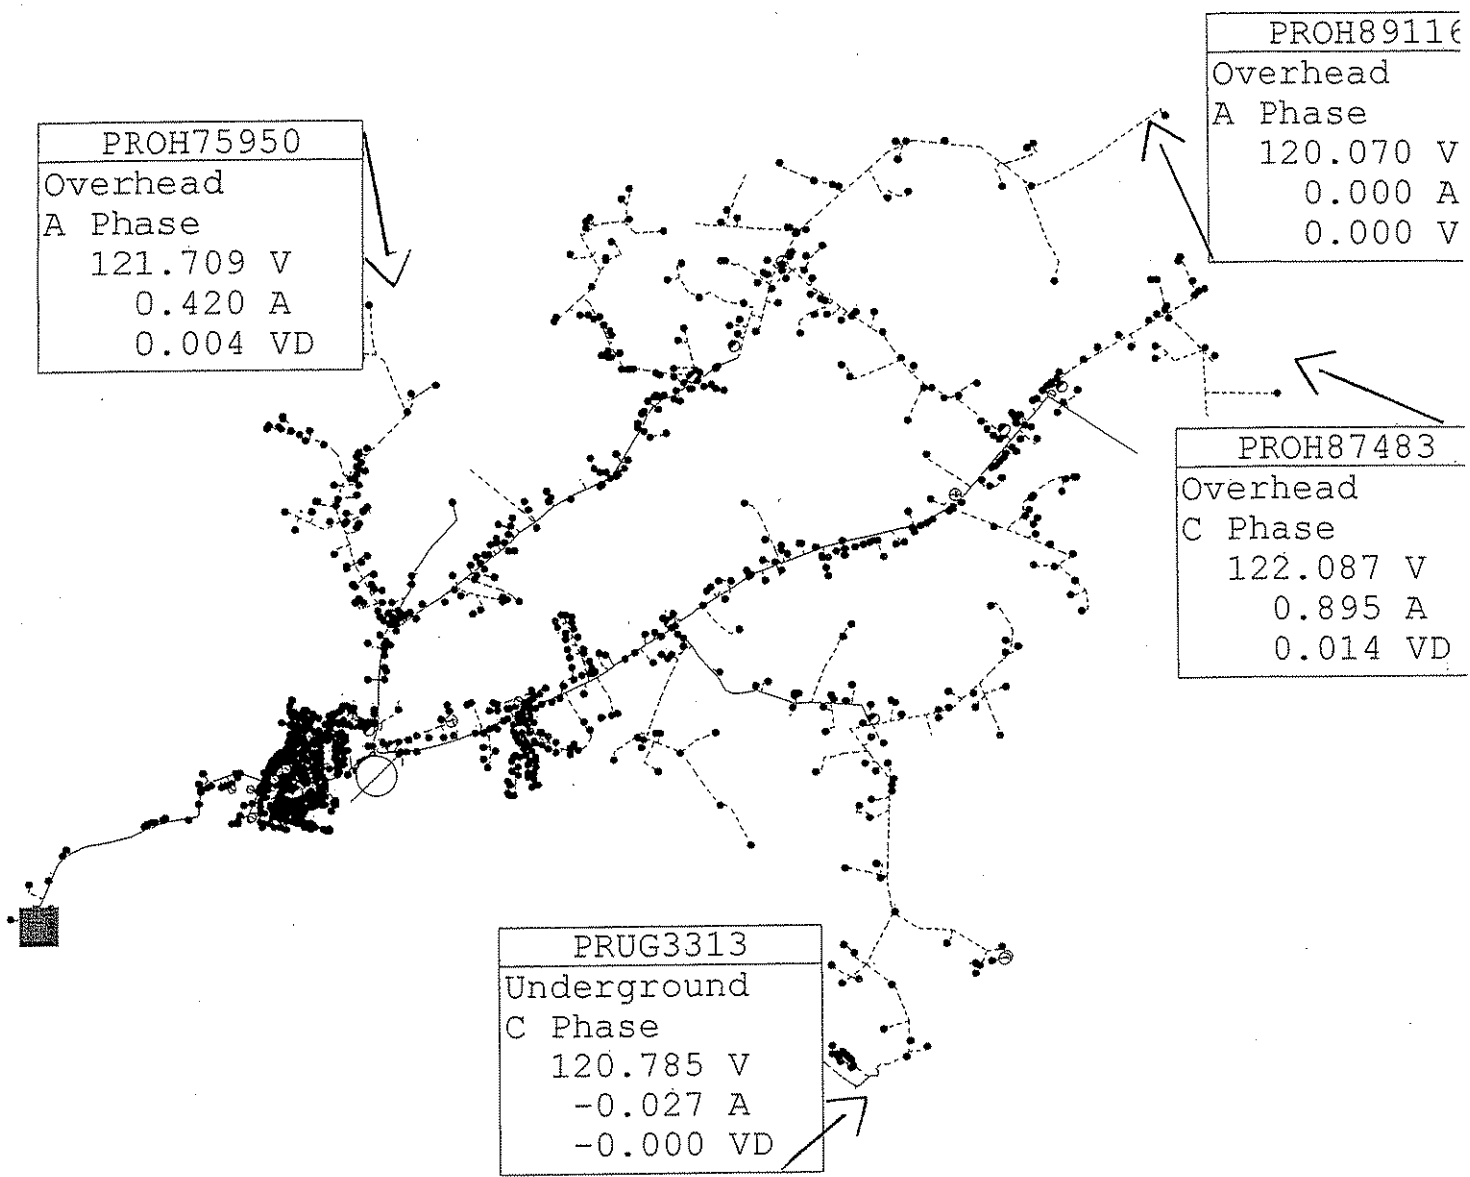 PROH89116
Overhead
A Phase
120.070 V
0.000 A
0.000 V
PROH75950
Overhead
A Phase
121.709 V
0.420 A
0.004 VD
PROH87483
Overhead
C Phase
122.087 V
0.895 A
0.014 VD
PRUG3313
Underground
C Phase
120.785 V
-0.027 A
-0.000 VD